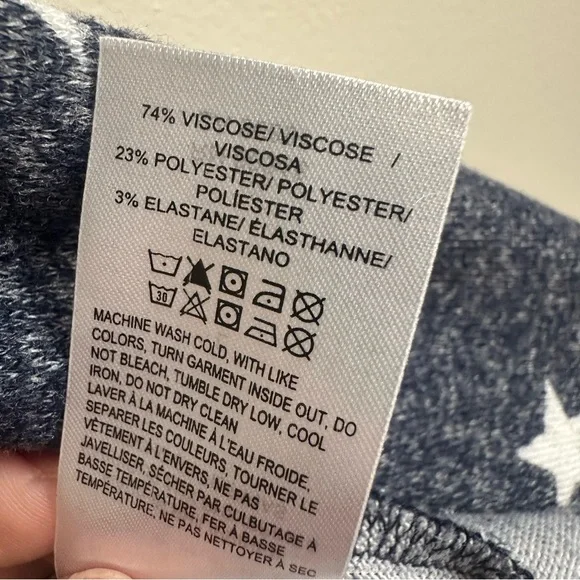 74% VISCOSE/ VISCOSE /
VISCOSA
23% POLYESTER/ POLYESTER/
POLIÉSTER
3% ELASTANE/ ÉLASTHANNE/
ELASTANO
30
MACHINE WASH COLD, WITH LIKE
COLORS, TURN GARMENT INSIDE OUT, DO
NOT BLEACH, TUMBLE DRY LOW, COOL
IRON, DO NOT DRY CLEAN
LAVER À LA MACHINE À L'EAU FROIDE,
SEPARER LES COULEURS, TOURNER LE
VÊTEMENT À L'ENVERS, NE PAS
JAVELLISER, SÉCHER PAR CULBUTAGE À
BASSE TEMPÉRATURE, FER À BASSE
TEMPÉRATURE, NE PAS NETTOYER À SEC